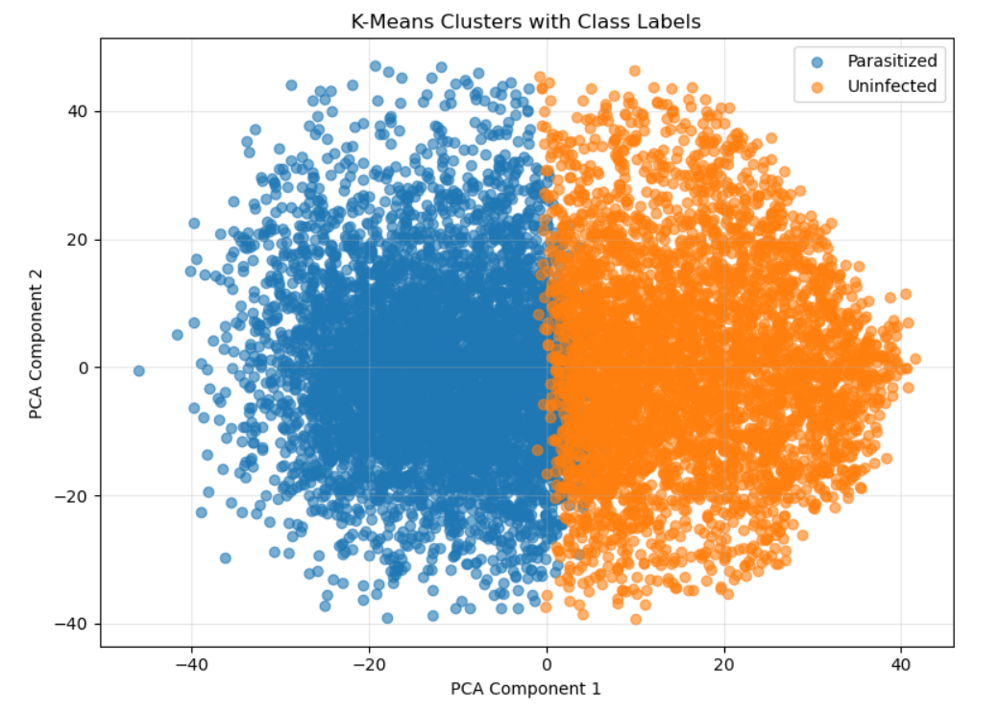 K-Means Clusters with Class Labels
Parasitized
Uninfected
40
20
0
−20
−40
PCA Component 2
−40
−20
0
20
40
PCA Component 1